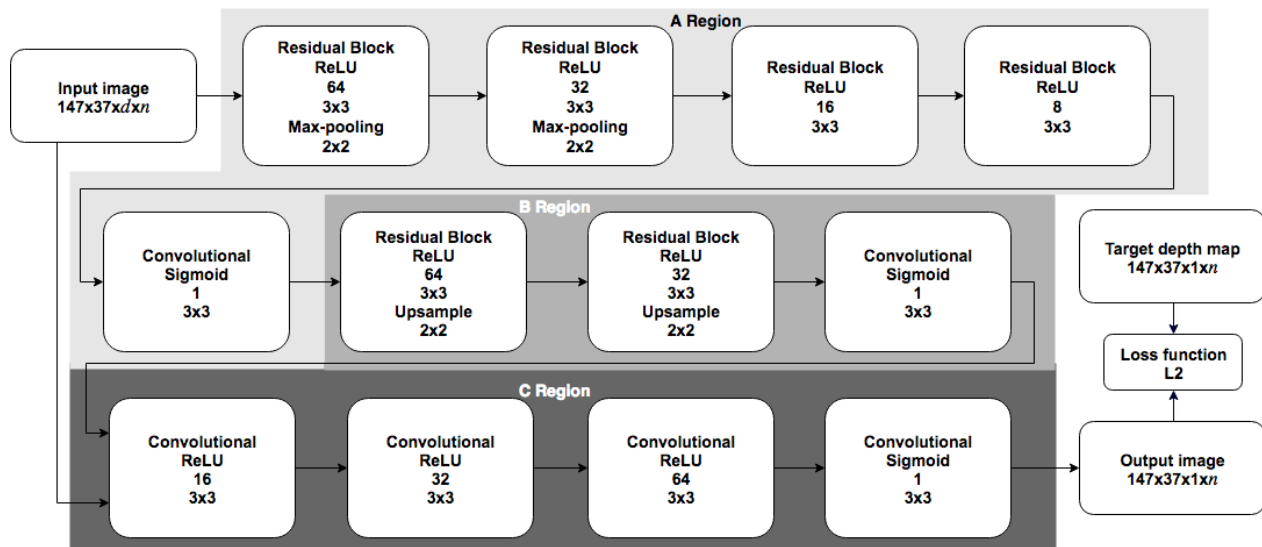 A Region
Input image
147x37xdxn
Residual Block
ReLU
64
3x3
Max-pooling
2x2
Residual Block
ReLU
32
3x3
Max-pooling
2x2
Residual Block
ReLU
16
3x3
Residual Block
ReLU
8
3x3
B Region
Convolutional
Sigmoid
1
3x3
Residual Block
ReLU
64
3x3
Upsample
2x2
Residual Block
ReLU
32
3x3
Upsample
2x2
Convolutional
Sigmoid
1
3x3
Target depth map
147x37x1xn
Loss function
L2
C Region
Convolutional
ReLU
16
3x3
Convolutional
ReLU
32
3x3
Convolutional
ReLU
64
3x3
Convolutional
Sigmoid
1
3x3
Output image
147x37x1xn